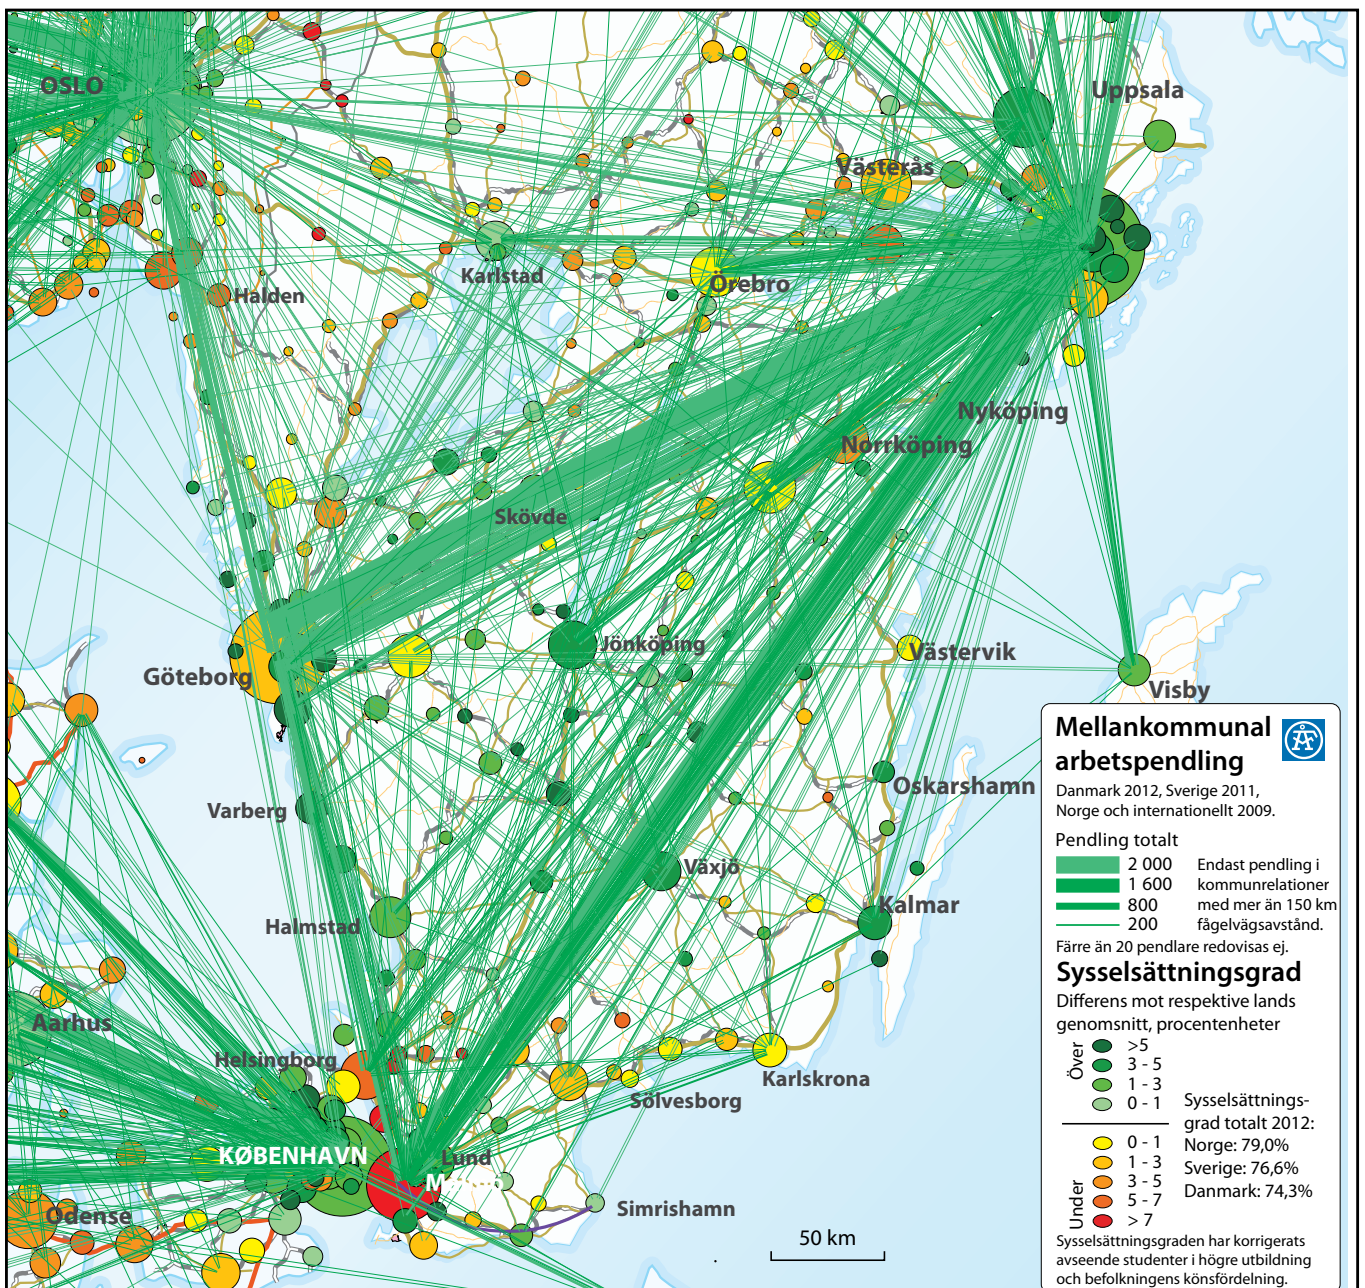 OSLO
Uppsala
Västerås
Karlstad
Örebro
Halden
Nyköping
Norrköping
Skövde
Jönköping
Göteborg
Västervik
Visby
Varberg
Oskarshamn
Växjö
Kalmar
Halmstad
Aarhus
Helsingborg
Karlskrona
Sölvesborg
KØBENHAVN
Lund
Odense
Simrishamn
50 km
Mellankommunal
arbetspendling
ÅF
Danmark 2012, Sverige 2011,
Norge och internationellt 2009.
Pendling totalt
2 000 Endast pendling i
1 600 kommunrelationer
800 med mer än 150 km
200 fågelvägsavstånd.
Färre än 20 pendlare redovisas ej.
Sysselsättningsgrad
Differens mot respektive lands
genomsnitt, procentenheter
Över
>5
3 - 5
1 - 3
0 - 1
Under
0 - 1
1 - 3
3 - 5
5 - 7
> 7
Sysselsättnings-
grad totalt 2012:
Norge: 79,0%
Sverige: 76,6%
Danmark: 74,3%
Sysselsättningsgraden har korrigerats
avseende studenter i högre utbildning
och befolkningens könsfördelning.